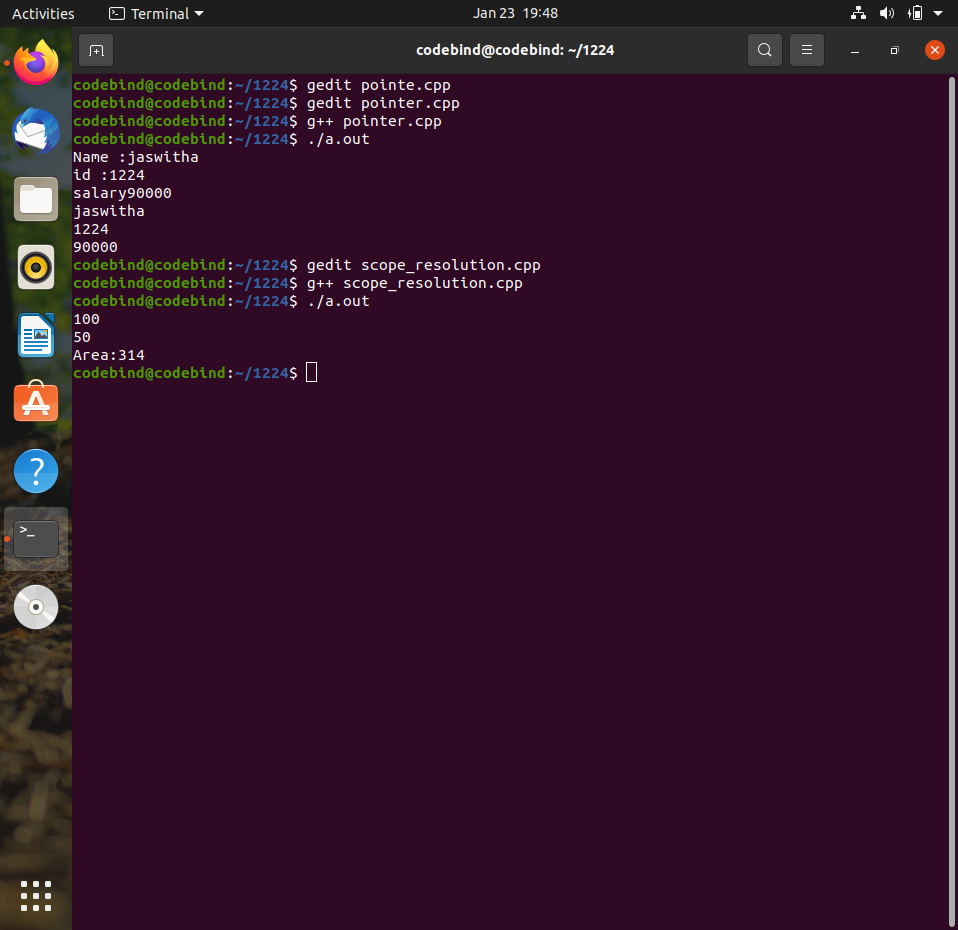 Activities Terminal Jan 23 19:48
codebind@codebind: ~/1224
codebind@codebind:~/1224$ gedit pointe.cpp
codebind@codebind:~/1224$ gedit pointer.cpp
codebind@codebind:~/1224$ g++ pointer.cpp
codebind@codebind:~/1224$ ./a.out
Name :jaswitha
id :1224
salary90000
jaswitha
1224
90000
codebind@codebind:~/1224$ gedit scope_resolution.cpp
codebind@codebind:~/1224$ g++ scope_resolution.cpp
codebind@codebind:~/1224$ ./a.out
100
50
Area:314
codebind@codebind:~/1224$